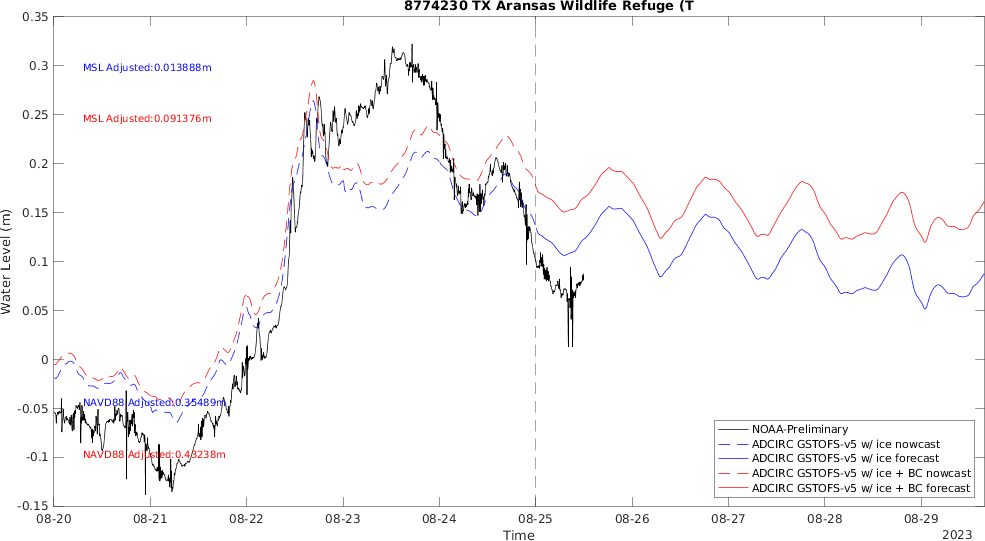 8774230 TX Aransas Wildlife Refuge (T
0.35
0.3
0.25
0.2
0.15
0.1
0.05
0
-0.05
-0.1
-0.15
Water Level (m)
MSL Adjusted:0.013888m
MSL Adjusted:0.091376m
NAVD88 Adjusted:0.35489m
NAVD88 Adjusted:0.43238m
NOAA-Preliminary
ADCIRC GSTOFS-v5 w/ ice nowcast
ADCIRC GSTOFS-v5 w/ ice forecast
ADCIRC GSTOFS-v5 w/ ice + BC nowcast
ADCIRC GSTOFS-v5 w/ ice + BC forecast
08-20 08-21 08-22 08-23 08-24 08-25 08-26 08-27 08-28 08-29
Time
2023